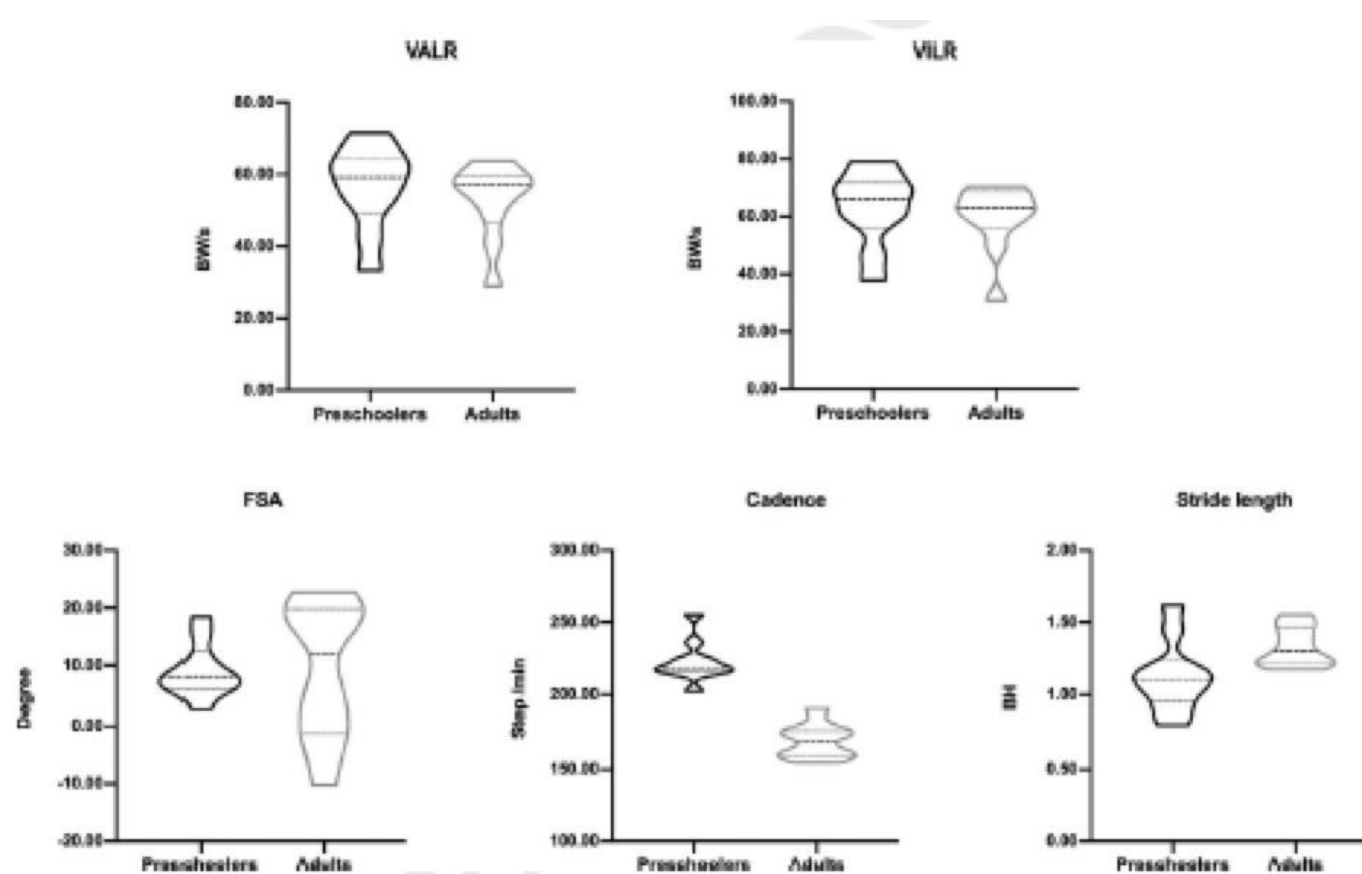 VALR
80.00
60.00
40.00
20.00
0.00
BW/s
Preschoolers Adults
VILR
100.00
80.00
60.00
40.00
20.00
0.00
BW/s
Preschoolers Adults
FSA
30.00
20.00
10.00
0.00
-10.00
-20.00
Degree
Preschoolers Adults
Cadence
300.00
250.00
200.00
150.00
100.00
Step /min
Preschoolers Adults
Stride length
2.00
1.50
1.00
0.50
0.00
BH
Preschoolers Adults